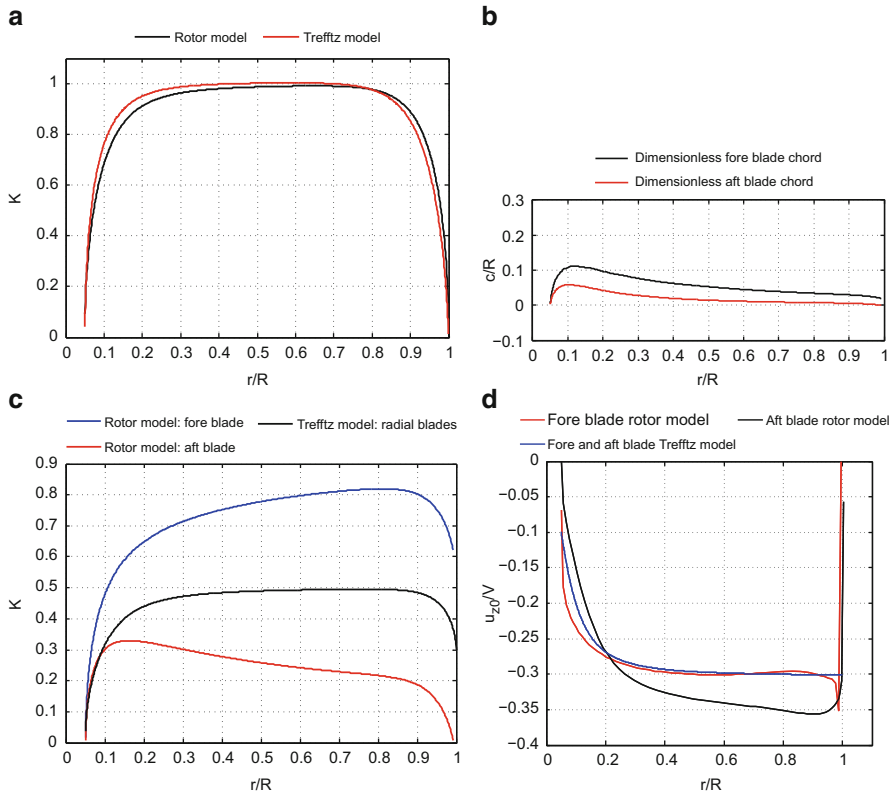 a
Rotor model
Trefftz model
1
0.8
0.6
0.4
0.2
0
K
0 0.1 0.2 0.3 0.4 0.5 0.6 0.7 0.8 0.9 1
r/R
b
Dimensionless fore blade chord
Dimensionless aft blade chord
0.3
0.2
0.1
0
−0.1
c/R
0 0.1 0.2 0.3 0.4 0.5 0.6 0.7 0.8 0.9 1
r/R
c
Rotor model: fore blade
Trefftz model: radial blades
Rotor model: aft blade
0.9
0.8
0.7
0.6
0.5
0.4
0.3
0.2
0.1
0
K
0 0.1 0.2 0.3 0.4 0.5 0.6 0.7 0.8 0.9 1
r/R
d
Fore blade rotor model
Aft blade rotor model
Fore and aft blade Trefftz model
0
−0.05
−0.1
−0.15
−0.2
−0.25
−0.3
−0.35
−0.4
uz0/V
0 0.2 0.4 0.6 0.8 1
r/R